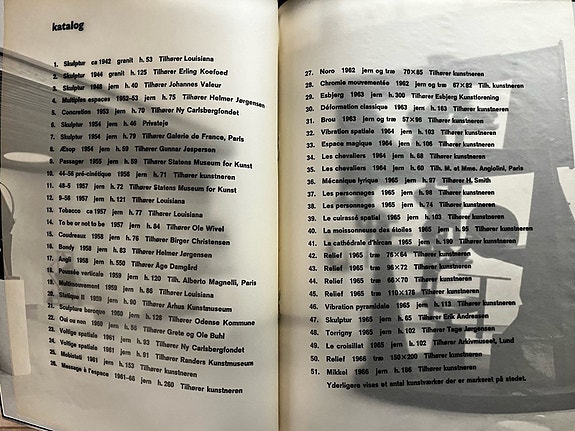 katalog
1. Skulptur ca 1942 granit h. 53 Tilhører Louisiana
2. Skulptur 1944 granit h. 125 Tilhører Erling Koefoed
3. Skulptur 1948 jern h. 40 Tilhører Johannes Valeur
4. Multiples espaces 1952-53 jern h. 75 Tilhører Helmer Jørgensen
5. Concretion 1953 jern h. 70 Tilhører Ny Carlsbergfondet
6. Skulptur 1954 jern h. 46 Privateje
7. Skulptur 1954 jern h. 79 Tilhører Galerie de France, Paris
8. Æsop 1954 jern h. 59 Tilhører Gunnar Jespersen
9. Passager 1955 jern h. 59 Tilhører Statens Museum for Kunst
10. 44-56 pré-cinétique 1956 jern h. 71 Tilhører kunstneren
11. 48-5 1957 jern h. 72 Tilhører Statens Museum for Kunst
12. 9-56 1957 jern h. 121 Tilhører Louisiana
13. Tobacco ca 1957 jern h. 77 Tilhører Louisiana
14. To be or not to be 1957 jern h. 84 Tilhører Ole Wivel
15. Coudreaux 1958 jern h. 76 Tilhører Birger Christensen
16. Bondy 1958 jern h. 83 Tilhører Helmer Jørgensen
17. Angli 1958 jern h. 550 Tilhører Åge Damgård
18. Poussée verticale 1959 jern h. 120 Tilh. Alberto Magnelli, Paris
19. Multimouvement 1959 jern h. 86 Tilhører Louisiana
20. Statique II 1959 jern h. 90 Tilhører Århus Kunstmuseum
21. Sculpture baroque 1960 jern h. 128 Tilhører Odense Kommune
22. Oui ou non 1960 jern h. 56 Tilhører Grete og Ole Buhl
23. Voltige spatiale 1961 jern h. 93 Tilhører Ny Carlsbergfondet
24. Voltige spatiale 1961 jern h. 91 Tilhører Randers Kunstmuseum
25. Mobistati 1961 jern h. 153 Tilhører kunstneren
26. Message à l'espace 1961-66 jern h. 260 Tilhører kunstneren
27. Noro 1962 jern og træ 70×85 Tilhører kunstneren
28. Chromie mouvementée 1962 jern og træ 67×82 Tilh. kunstneren
29. Esbjerg 1963 jern h. 300 Tilhører Esbjerg Kunstforening
30. Déformation classique 1963 jern h. 163 Tilhører kunstneren
31. Brou 1963 jern og træ 57×96 Tilhører kunstneren
32. Vibration spatiale 1964 jern h. 103 Tilhører kunstneren
33. Espace magique 1964 jern h. 106 Tilhører kunstneren
34. Les chevaliers 1964 jern h. 68 Tilhører kunstneren
35. Les chevaliers 1964 jern h. 60 Tilh. M. et Mme. Angiolini, Paris
36. Mécanique lyrique 1965 jern h. 97 Tilhører H. Smith
37. Les personnages 1965 jern h. 98 Tilhører kunstneren
38. Les personnages 1965 jern h. 74 Tilhører kunstneren
39. Le cuirassé spatial 1965 jern h. 103 Tilhører kunstneren
40. La moissonneuse des étoiles 1965 jern h. 95 Tilhører kunstneren
41. La cathédrale d'hircan 1965 jern h. 190 Tilhører kunstneren
42. Relief 1965 træ 76×64 Tilhører kunstneren
43. Relief 1965 træ 96×72 Tilhører kunstneren
44. Relief 1965 træ 66×70 Tilhører kunstneren
45. Relief 1965 træ 110×178 Tilhører kunstneren
46. Vibration pyramidale 1965 jern h. 113 Tilhører kunstneren
47. Skulptur 1965 jern h. 65 Tilhører Erik Andreasen
48. Torrigny 1965 jern h. 102 Tilhører Tage Jørgensen
49. Le croisillat 1965 jern h. 102 Tilhører Arkivmuseet, Lund
50. Relief 1966 træ 150×200 Tilhører kunstneren
51. Mikkel 1966 jern h. 186 Tilhører kunstneren
Yderligere vises et antal kunstværker der er markeret på stedet.